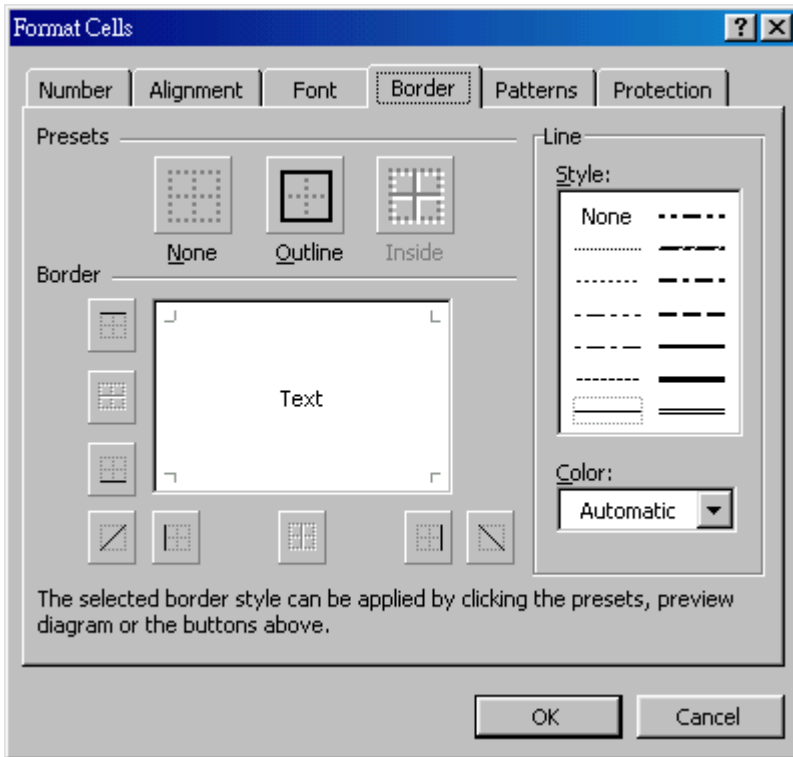 Format Cells
Number Alignment Font Border Patterns Protection
Presets
None Outline Inside
Border
Text
Line
Style:
None
Color:
Automatic
The selected border style can be applied by clicking the presets, preview
diagram or the buttons above.
OK Cancel